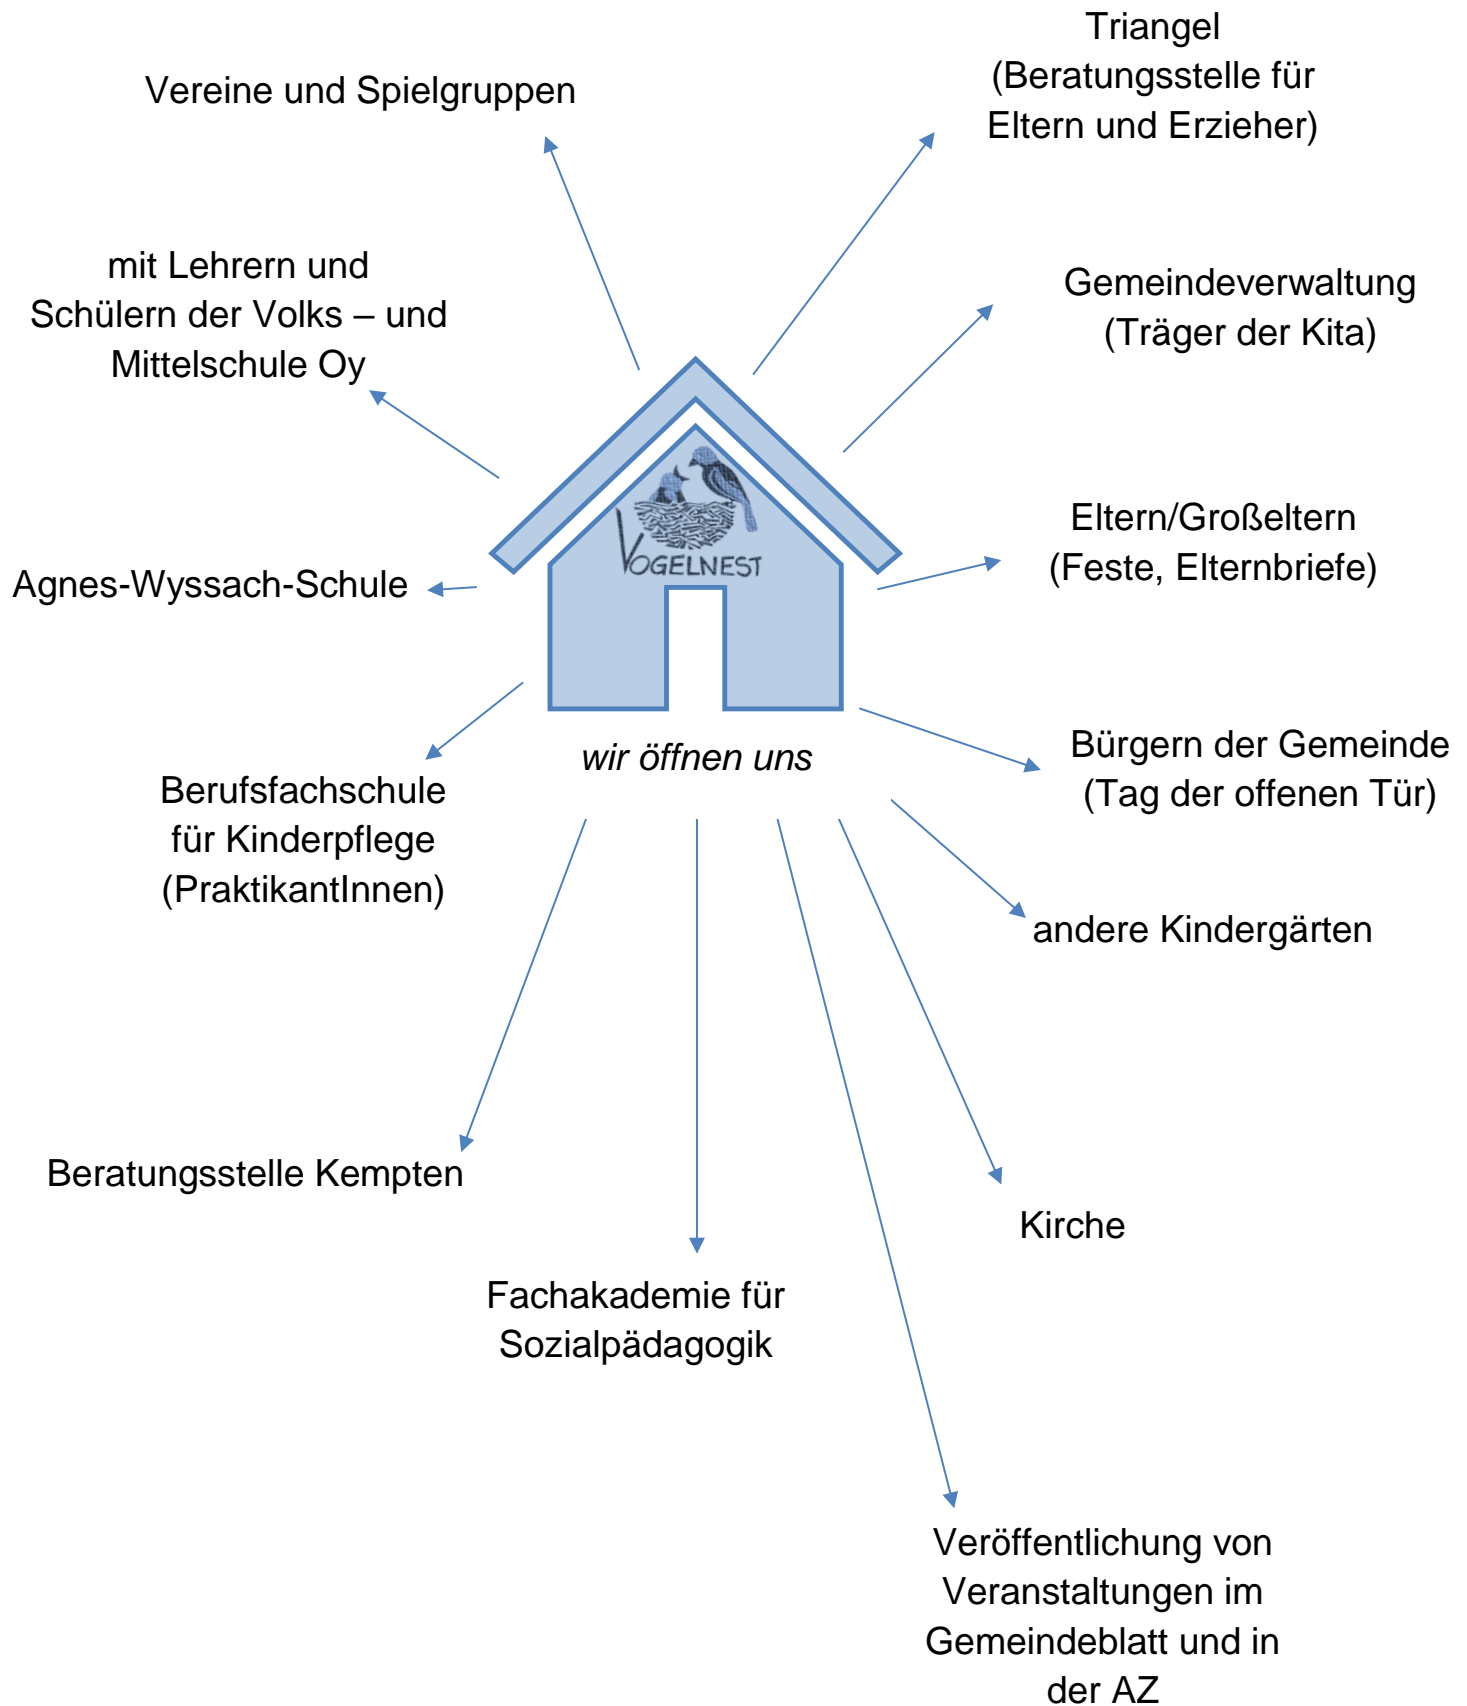 Triangel
(Beratungsstelle für
Eltern und Erzieher)
Vereine und Spielgruppen
mit Lehrern und
Schülern der Volks – und
Mittelschule Oy
Gemeindeverwaltung
(Träger der Kita)
VOGELNEST
Eltern/Großeltern
(Feste, Elternbriefe)
Agnes-Wyssach-Schule
wir öffnen uns
Bürgern der Gemeinde
(Tag der offenen Tür)
Berufsfachschule
für Kinderpflege
(PraktikantInnen)
andere Kindergärten
Beratungsstelle Kempten
Kirche
Fachakademie für
Sozialpädagogik
Veröffentlichung von
Veranstaltungen im
Gemeindeblatt und in
der AZ